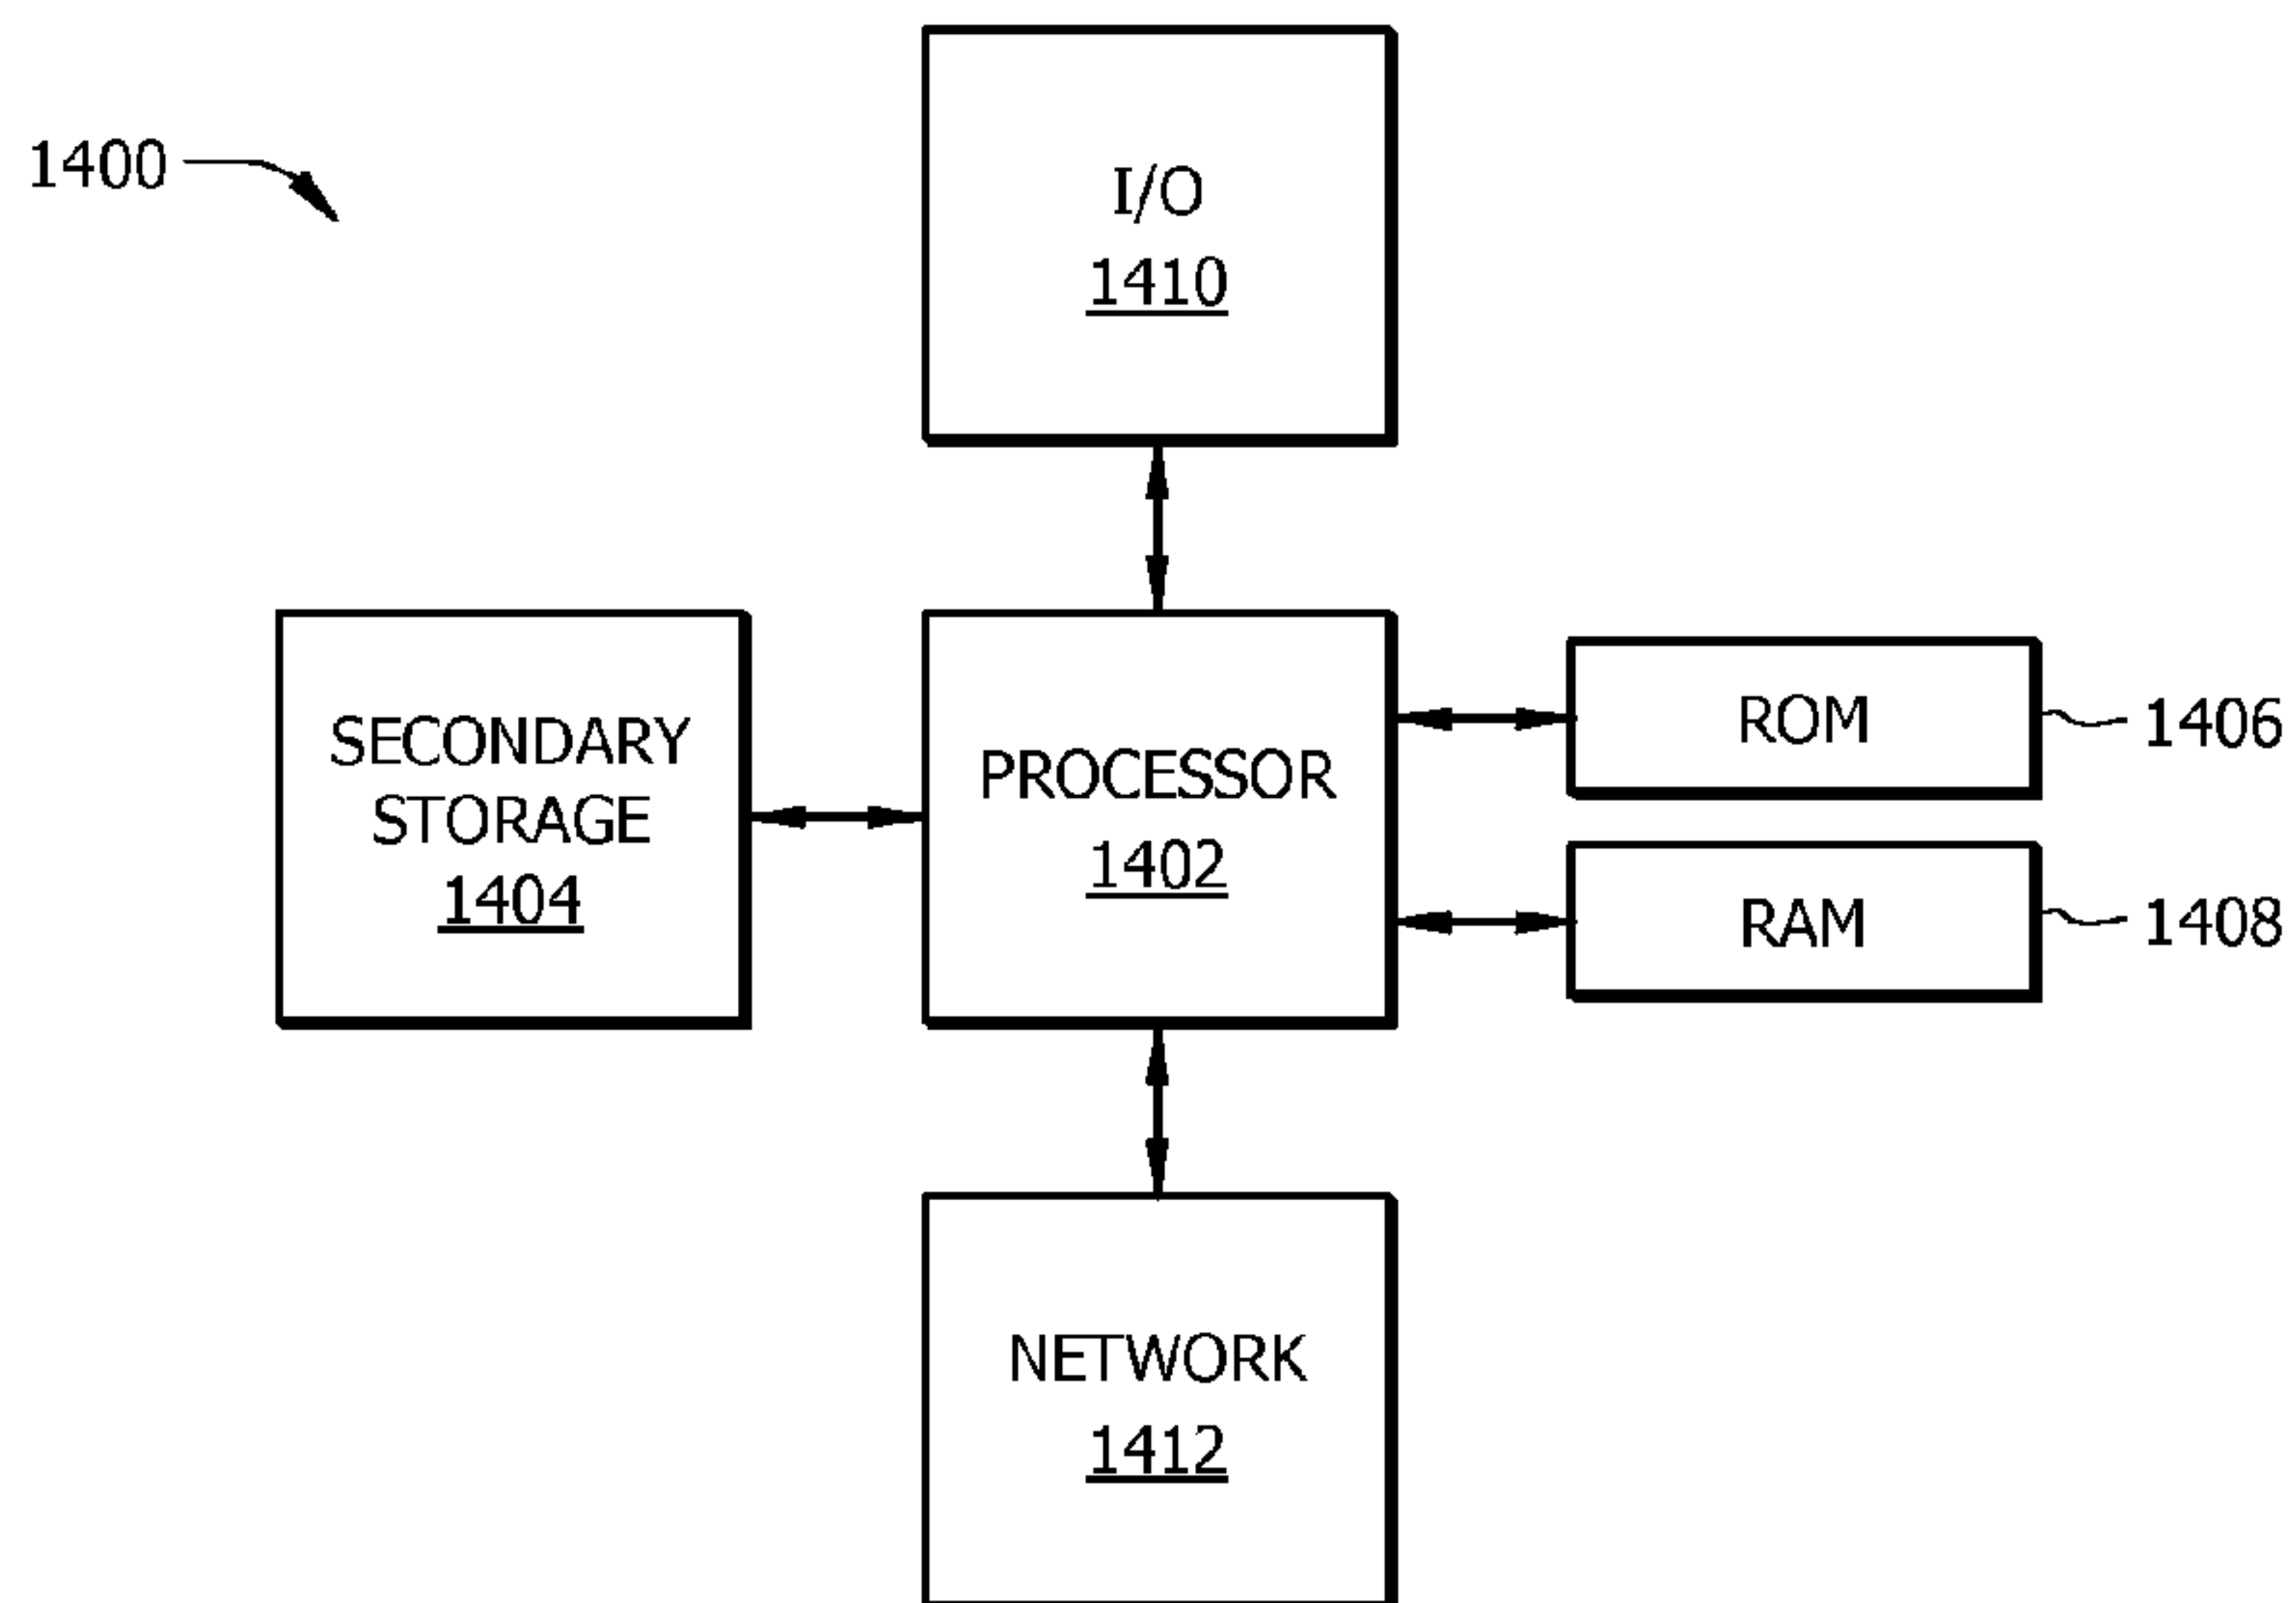 1400
I/O
1410
SECONDARY
STORAGE
1404
PROCESSOR
1402
ROM
1406
RAM
1408
NETWORK
1412